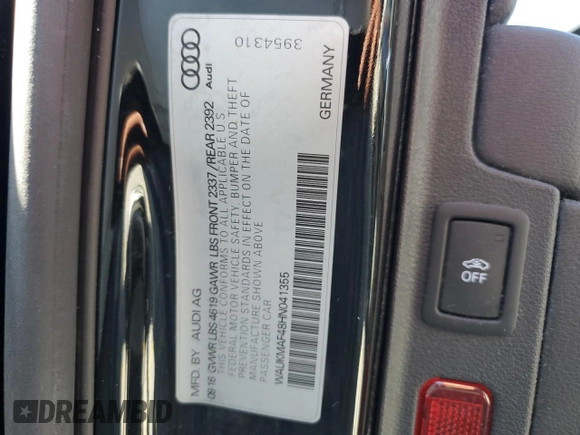 MFD. BY AUDI AG
09 16 GVWR LBS 4619 GAWR LBS FRONT 2337//REAR 2392
THIS VEHICLE CONFORMS TO ALL APPLICABLE U S
FEDERAL MOTOR VEHICLE SAFETY, BUMPER AND THEFT
PREVENTION STANDARDS IN EFFECT ON THE DATE OF
MANUFACTURE SHOWN ABOVE
PASSENGER CAR
WAUKMAF48HN041355
Audi
3954310
GERMANY
OFF
DREAMBID